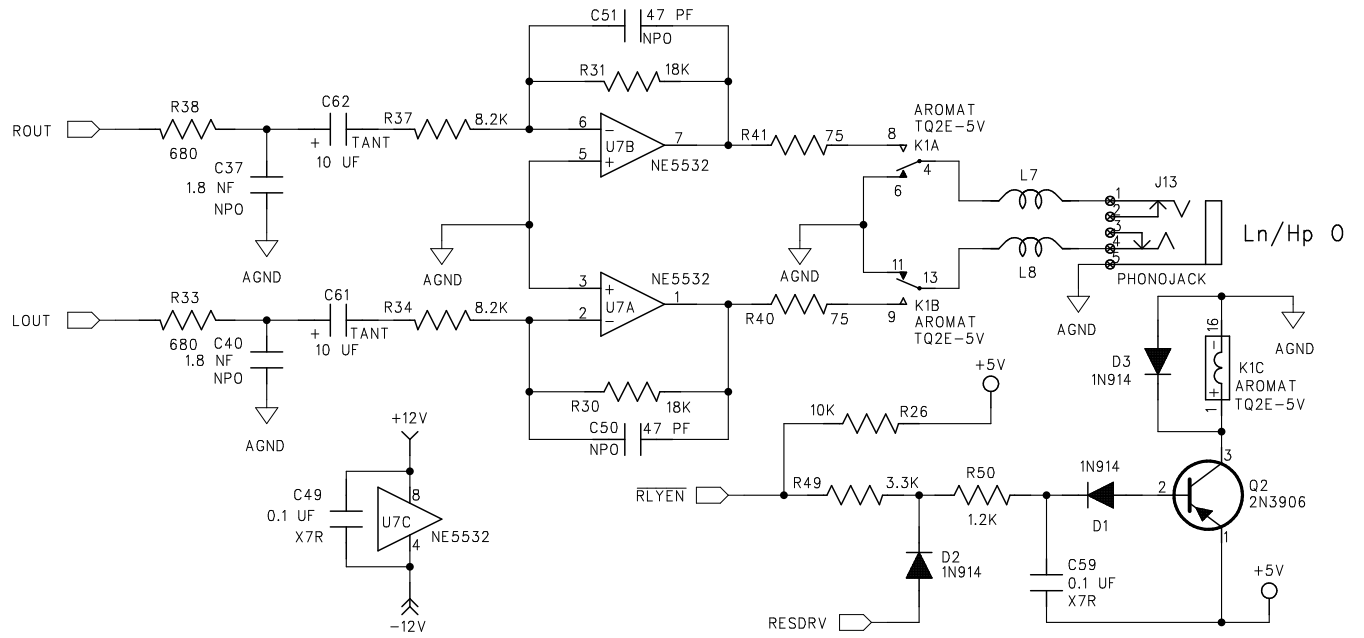 C51
47 PF
NPO
R31
18K
R38
C62
R37
8.2K
ROUT
680
+
TANT
10 UF
C37
1.8 NF
NPO
6
-
U7B
7
5
+
NE5532
R41
75
AROMAT
TQ2E-5V
8
K1A
4
6
L7
1
J13
2
3
4
5
Ln/Hp O
AGND
AGND
AGND
L8
PHONOJACK
AGND
11
13
K1B
9
AROMAT
TQ2E-5V
NE5532
3
+
U7A
1
2
-
R40
75
R33
C61
R34
8.2K
LOUT
680
+
TANT
10 UF
C40
1.8 NF
NPO
AGND
R30
18K
C50
47 PF
NPO
+12V
C49
0.1 UF
X7R
8
U7C
NE5532
4
-12V
+5V
10K
R26
D3
1N914
16
-
K1C
AROMAT
TQ2E-5V
+
1
AGND
RLYEN
R49
3.3K
R50
1.2K
1N914
D1
2
3
Q2
2N3906
1
D2
1N914
C59
0.1 UF
X7R
+5V
RESDRV